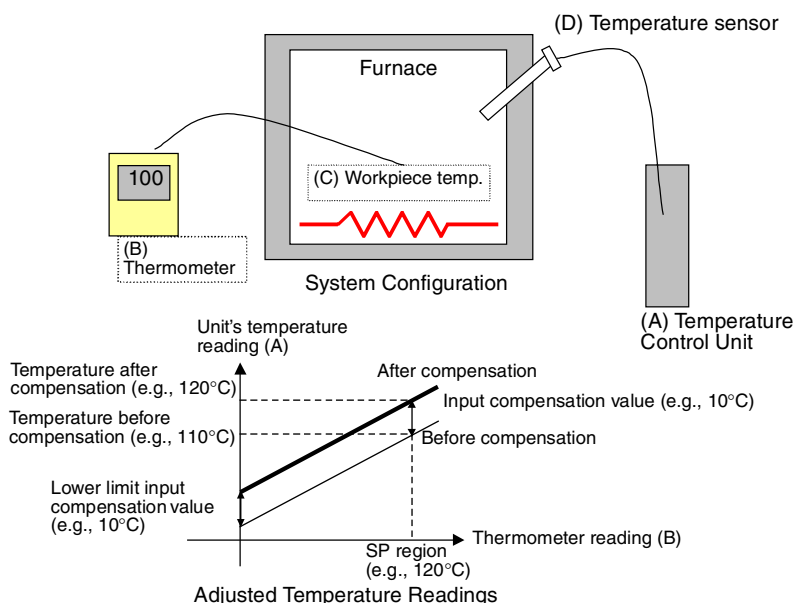 (D) Temperature sensor
Furnace
100
(C) Workpiece temp.
(B)
Thermometer
System Configuration
(A) Temperature
Control Unit
Unit's temperature
reading (A)
Temperature after
compensation (e.g., 120°C)
After compensation
Input compensation value (e.g., 10°C)
Temperature before
compensation (e.g., 110°C)
Before compensation
Lower limit input
compensation value
(e.g., 10°C)
Thermometer reading (B)
SP region
(e.g., 120°C)
Adjusted Temperature Readings